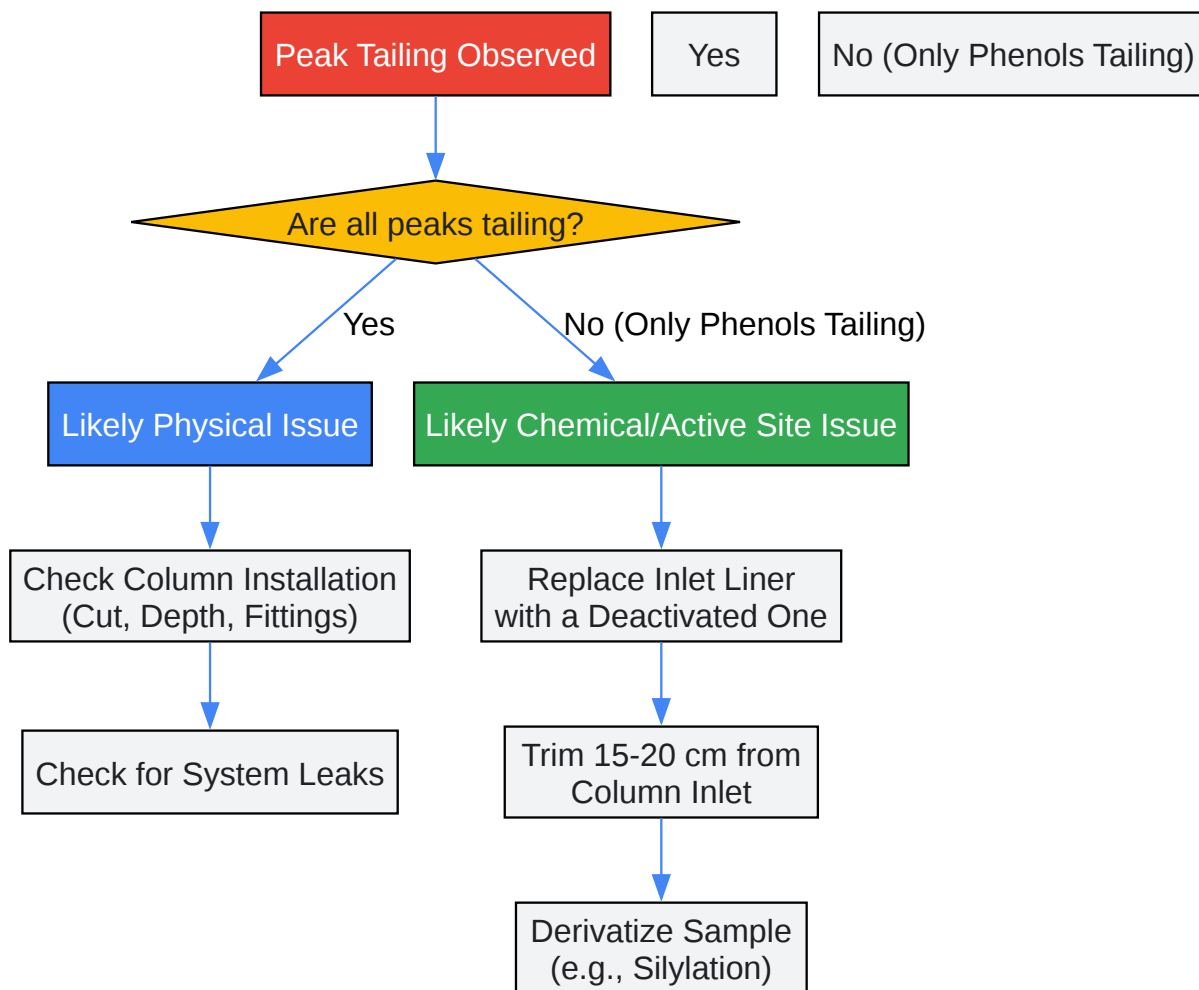 Peak Tailing Observed
Yes
No (Only Phenols Tailing)
Are all peaks tailing?
Yes
No (Only Phenols Tailing)
Likely Physical Issue
Likely Chemical/Active Site Issue
Check Column Installation
(Cut, Depth, Fittings)
Replace Inlet Liner
with a Deactivated One
Check for System Leaks
Trim 15-20 cm from
Column Inlet
Derivatize Sample
(e.g., Silylation)